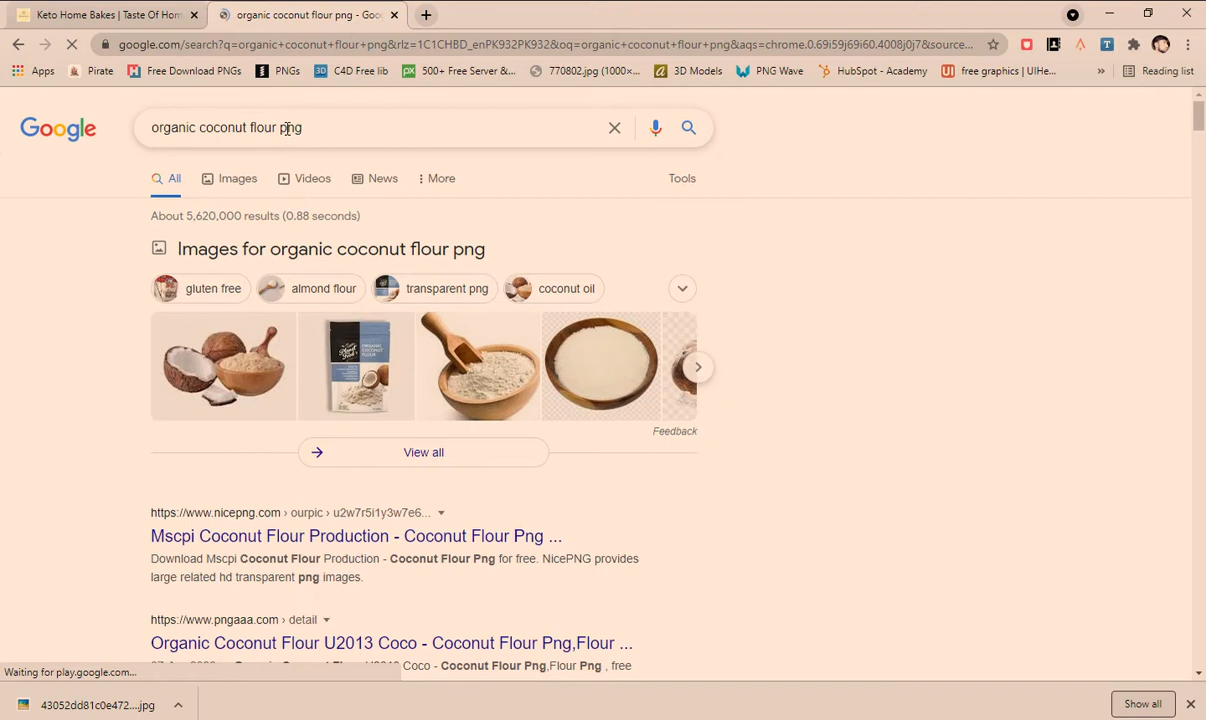 Keto Home Bakes | Taste Of Hom
organic coconut flour png - Goo
google.com/search?q=organic+coconut+flour+png&rlz=1C1CHBD_enPK932PK932&oq=organic+coconut+flour+png&aqs=chrome.0.69i59j69i60.4008j0j7&source...
Apps Pirate Free Download PNGs PNGs C4D Free lib 500+ Free Server &... 770802.jpg (1000×... 3D Models PNG Wave HubSpot - Academy free graphics | UIHe... » Reading list
Google organic coconut flour png
All Images Videos News More Tools
About 5,620,000 results (0.88 seconds)
Images for organic coconut flour png
gluten free almond flour transparent png coconut oil
ORGANIC
COCONUT
FLOUR
Feedback
View all
https://www.nicepng.com › ourpic › u2w7r5i1y3w7e6...
Mscpi Coconut Flour Production - Coconut Flour Png ...
Download Mscpi Coconut Flour Production - Coconut Flour Png for free. NicePNG provides
large related hd transparent png images.
https://www.pngaaa.com › detail
Organic Coconut Flour U2013 Coco - Coconut Flour Png,Flour ...
Coco - Coconut Flour Png,Flour Png , free
Waiting for play.google.com...
43052dd81c0e472....jpg Show all